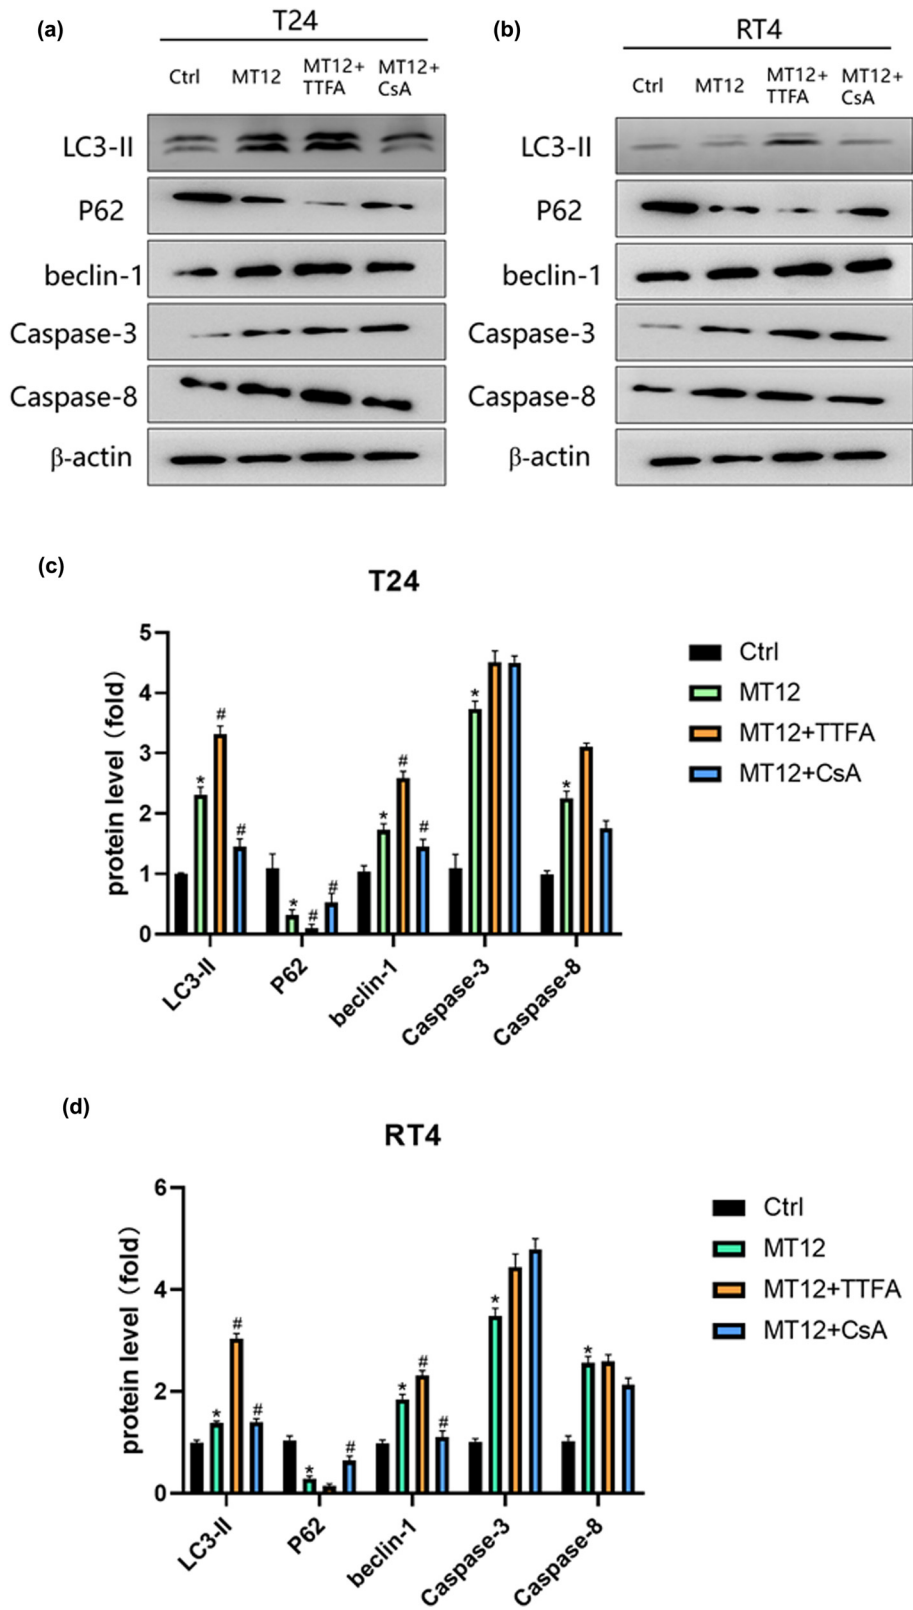 (a)
T24
Ctrl
MT12
MT12+
TTFA
MT12+
CsA
LC3-II
P62
beclin-1
Caspase-3
Caspase-8
β-actin
(b)
RT4
Ctrl
MT12
MT12+
TTFA
MT12+
CsA
LC3-II
P62
beclin-1
Caspase-3
Caspase-8
β-actin
(c)
T24
protein level (fold)
5
4
3
2
1
0
*
#
#
*
#
#
*
#
#
*
*
LC3-II
P62
beclin-1
Caspase-3
Caspase-8
Ctrl
MT12
MT12+TTFA
MT12+CsA
(d)
RT4
protein level (fold)
6
4
2
0
*
#
#
*
#
*
#
#
*
*
LC3-II
P62
beclin-1
Caspase-3
Caspase-8
Ctrl
MT12
MT12+TTFA
MT12+CsA